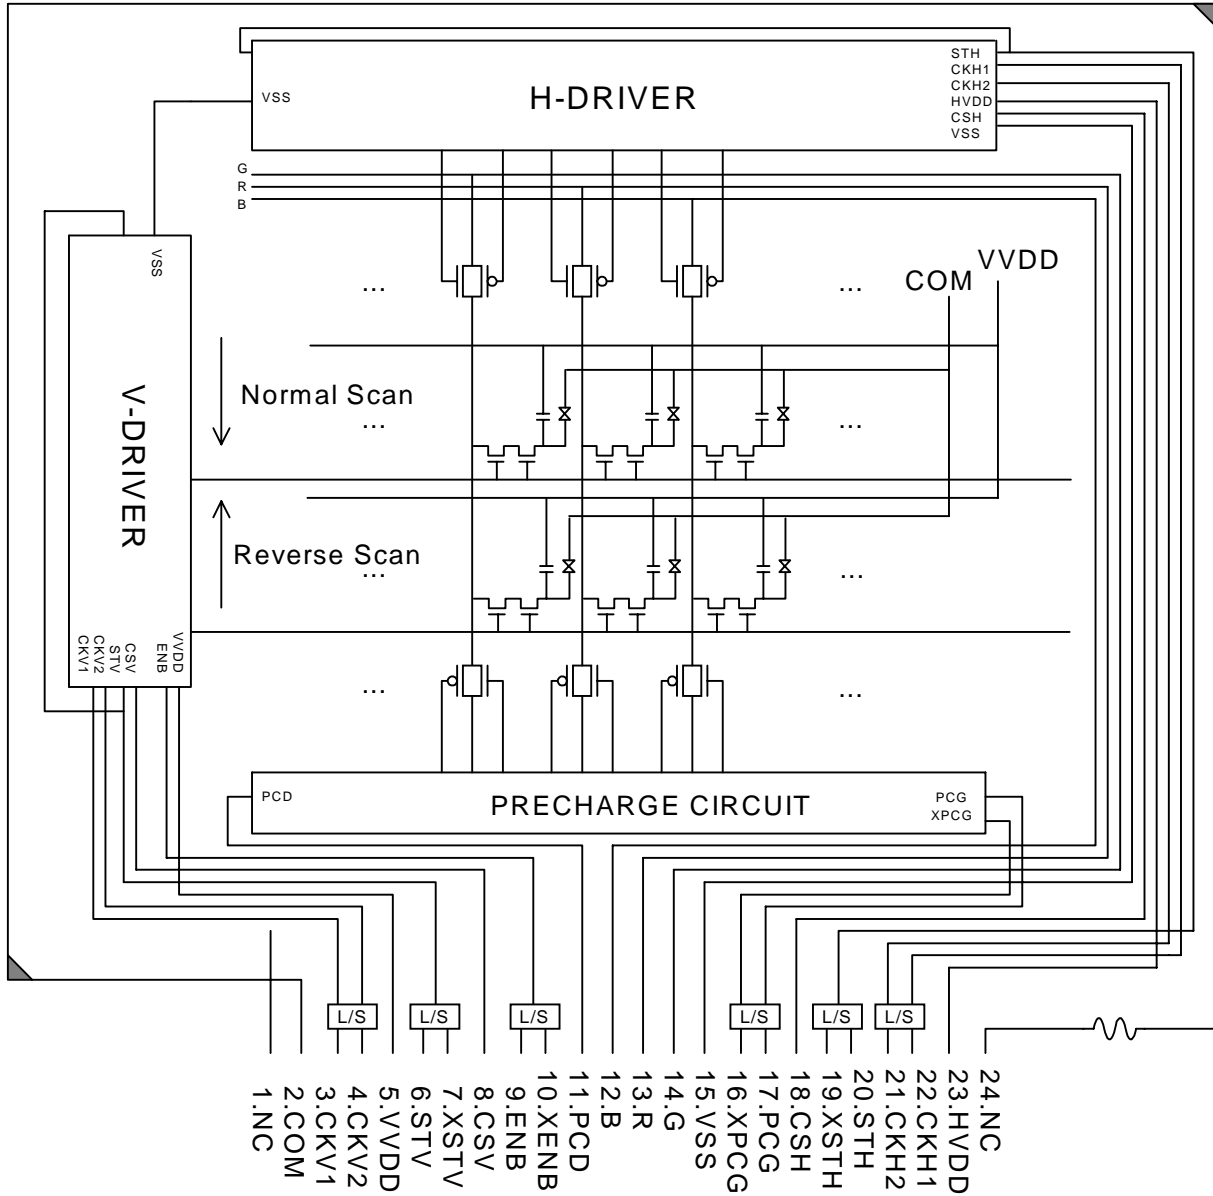 STH
CKH1
CKH2
HVDD
CSH
VSS
VSS
H-DRIVER
G
R
B
VSS
V-DRIVER
...
...
COM
VVDD
Normal Scan
...
...
Reverse Scan
...
...
CKV1
CKV2
STV
CSV
ENB
VVDD
...
...
PCD
PRECHARGE CIRCUIT
PCG
XPCG
L/S
L/S
L/S
L/S
L/S
L/S
1.NC
2.COM
3.CKV1
4.CKV2
5.VVDD
6.STV
7.XSTV
8.CSV
9.ENB
10.XENB
11.PCD
12.B
13.R
14.G
15.VSS
16.XPCG
17.PCG
18.CSH
19.XSTH
20.STH
21.CKH2
22.CKH1
23.HVDD
24.NC